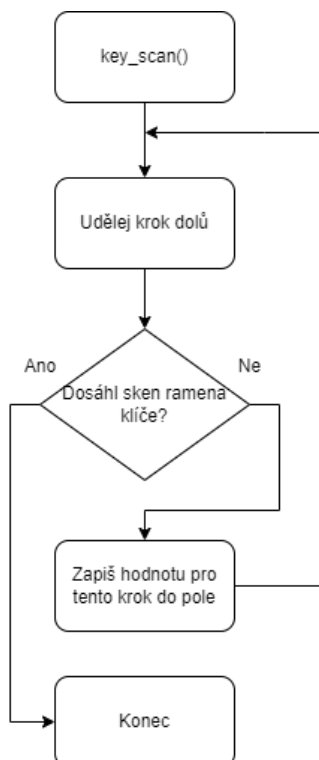 key_scan()
Udělej krok dolů
Ano
Ne
Dosáhl sken ramena
klíče?
Zapiš hodnotu pro
tento krok do pole
Konec